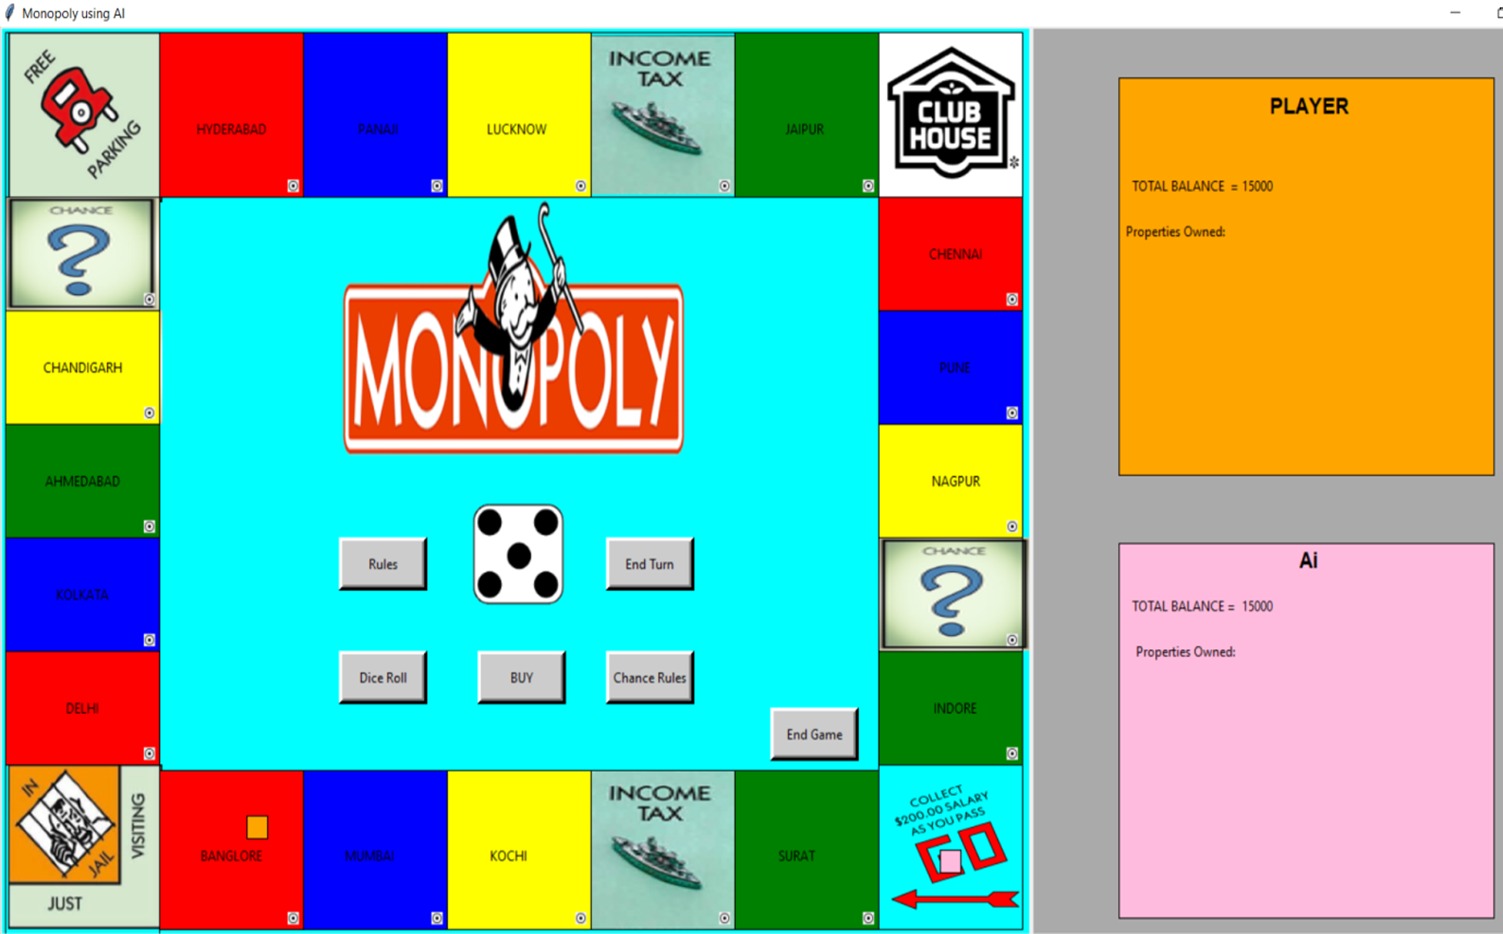 Monopoly using AI
FREE
PARKING
HYDERABAD
PANAJI
LUCKNOW
INCOME
TAX
JAIPUR
CLUB
HOUSE
CHANCE
?
CHENNAI
CHANDIGARH
PUNE
AHMEDABAD
NAGPUR
KOLKATA
CHANCE
?
DELHI
INDORE
MONOPOLY
Rules
End Turn
Dice Roll
BUY
Chance Rules
End Game
IN
JAIL
VISITING
JUST
BANGLORE
MUMBAI
KOCHI
INCOME
TAX
SURAT
COLLECT
$200.00 SALARY
AS YOU PASS
GO
PLAYER
TOTAL BALANCE = 15000
Properties Owned:
Ai
TOTAL BALANCE = 15000
Properties Owned: